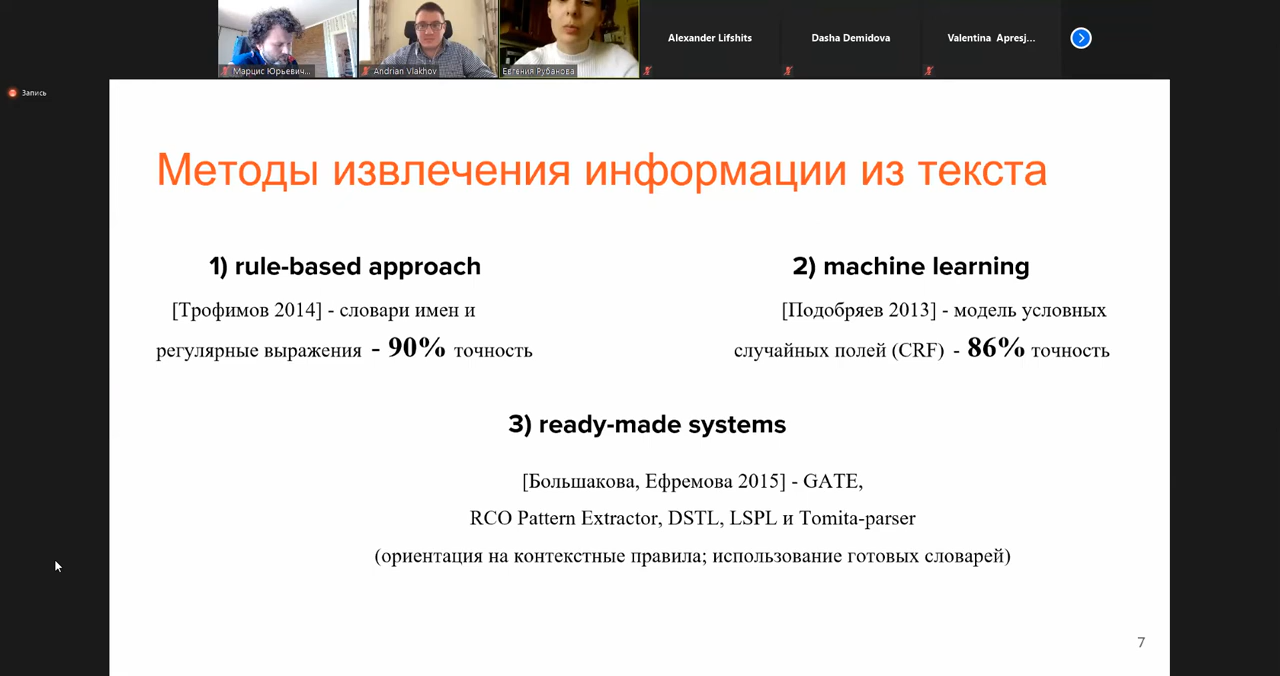 Alexander Lifshits
Dasha Demidova
Valentina Apresj...
Марцис Юрьевич...
Andrian Vlakhov
Евгения Рубанова
Запись
Методы извлечения информации из текста
1) rule-based approach
[Трофимов 2014] - словари имен и
регулярные выражения - 90% точность
2) machine learning
[Подобряев 2013] - модель условных
случайных полей (CRF) - 86% точность
3) ready-made systems
[Большакова, Ефремова 2015] - GATE,
RCO Pattern Extractor, DSTL, LSPL и Tomita-parser
(ориентация на контекстные правила; использование готовых словарей)
7